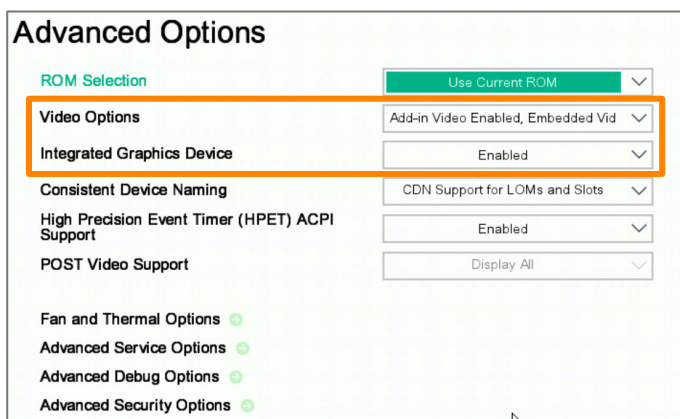 Advanced Options
ROM Selection
Use Current ROM
Video Options
Add-in Video Enabled, Embedded Vid
Integrated Graphics Device
Enabled
Consistent Device Naming
CDN Support for LOMs and Slots
High Precision Event Timer (HPET) ACPI
Support
Enabled
POST Video Support
Display All
Fan and Thermal Options
Advanced Service Options
Advanced Debug Options
Advanced Security Options